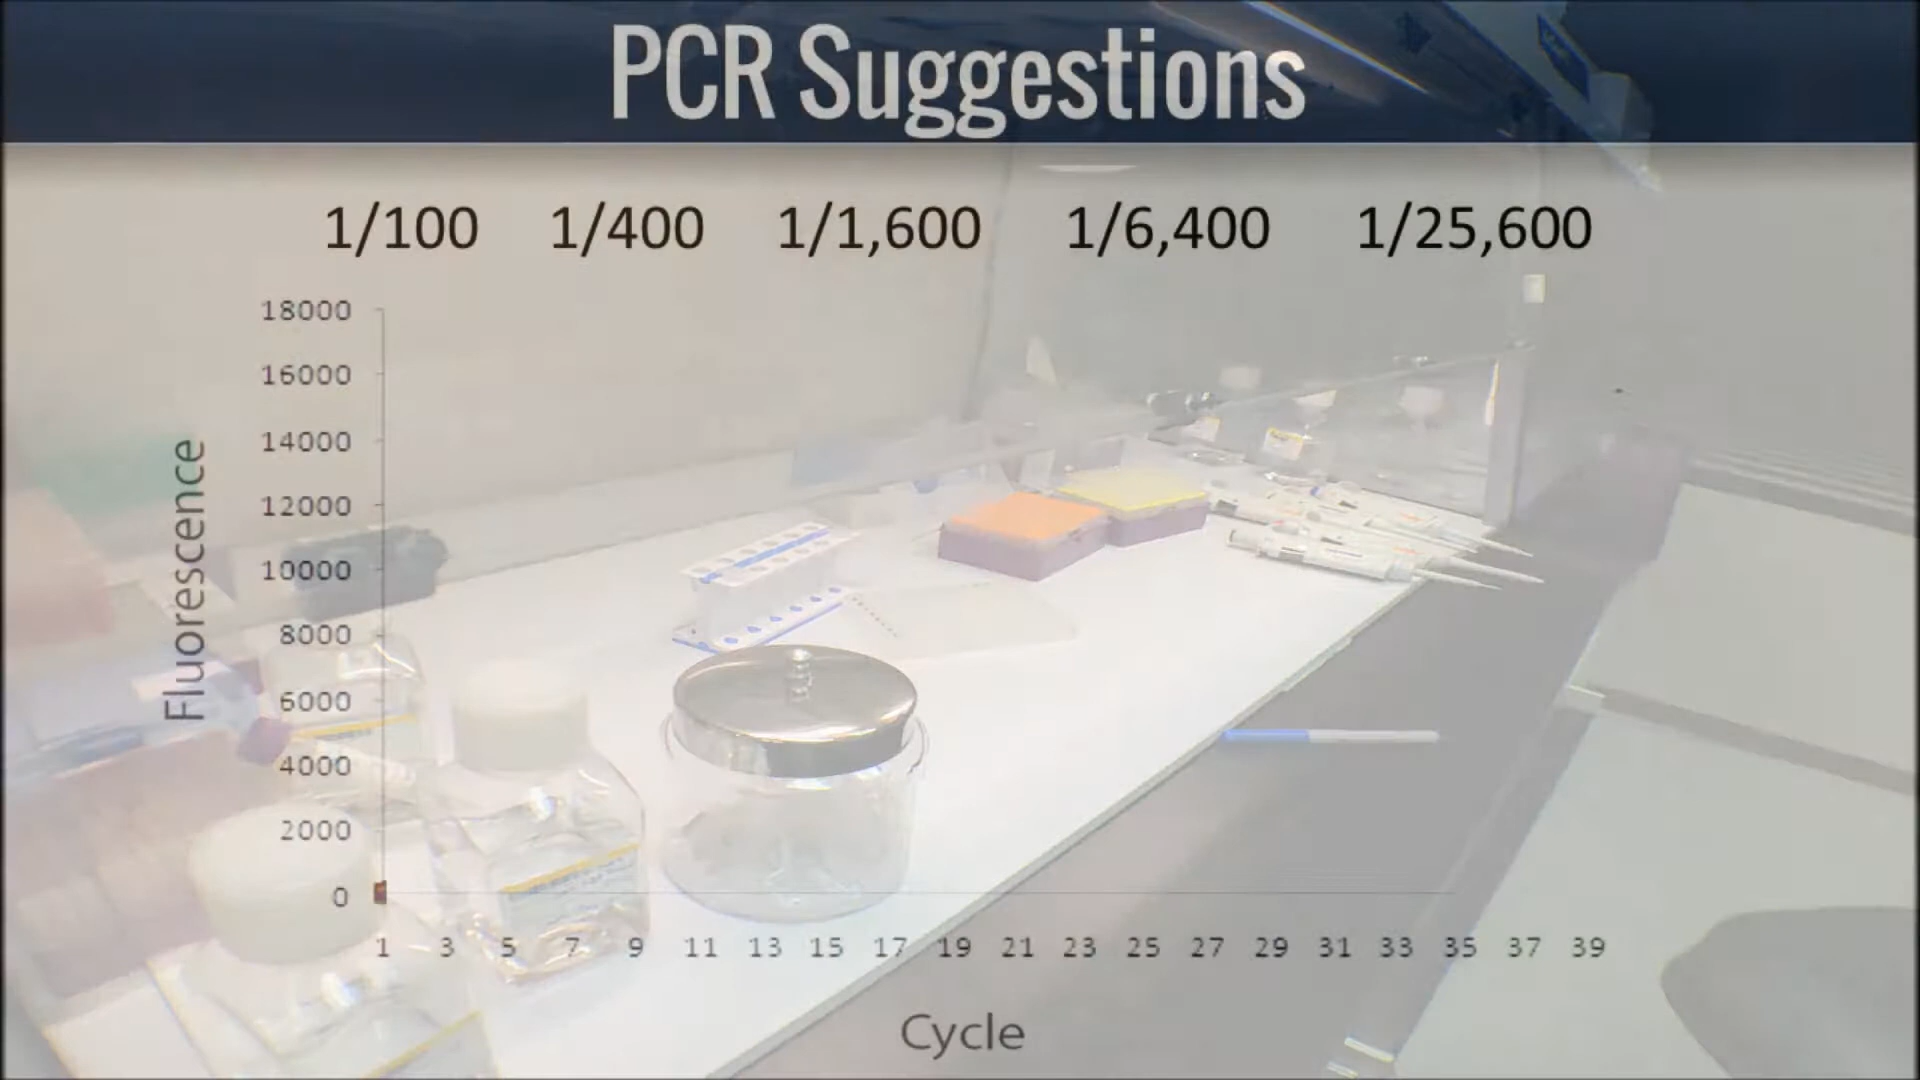 PCR Suggestions
1/100 1/400 1/1,600 1/6,400 1/25,600
18000
16000
14000
12000
10000
8000
6000
4000
2000
0
Fluorescence
1 3 5 7 9 11 13 15 17 19 21 23 25 27 29 31 33 35 37 39
Cycle